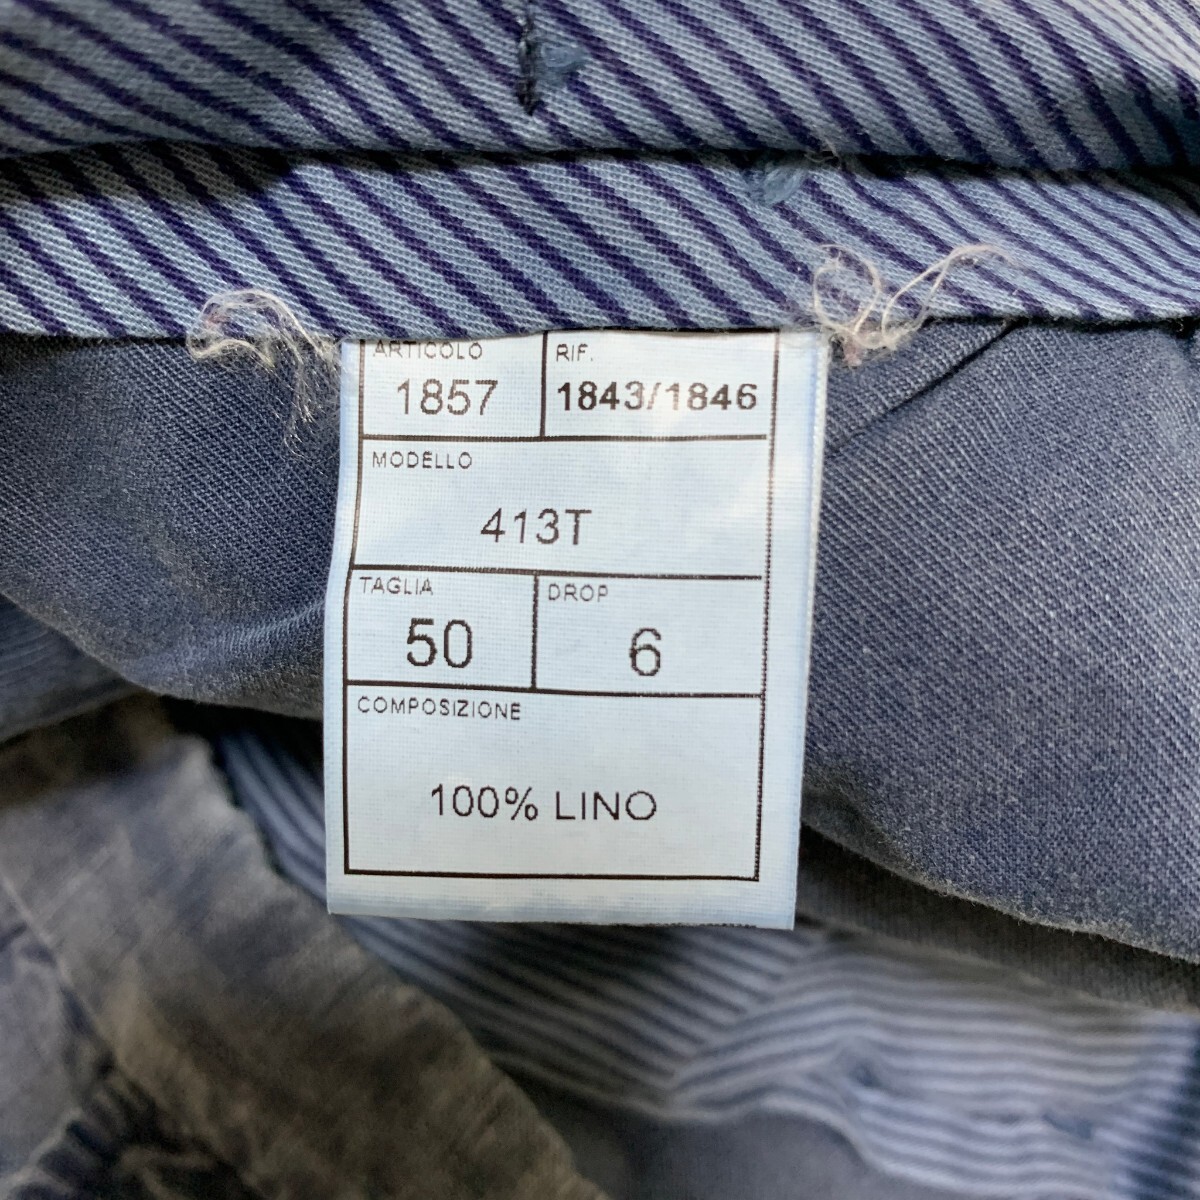 ARTICOLO RIF.
1857 1843/1846
MODELLO
413T
TAGLIA DROP
50 6
COMPOSIZIONE
100% LINO